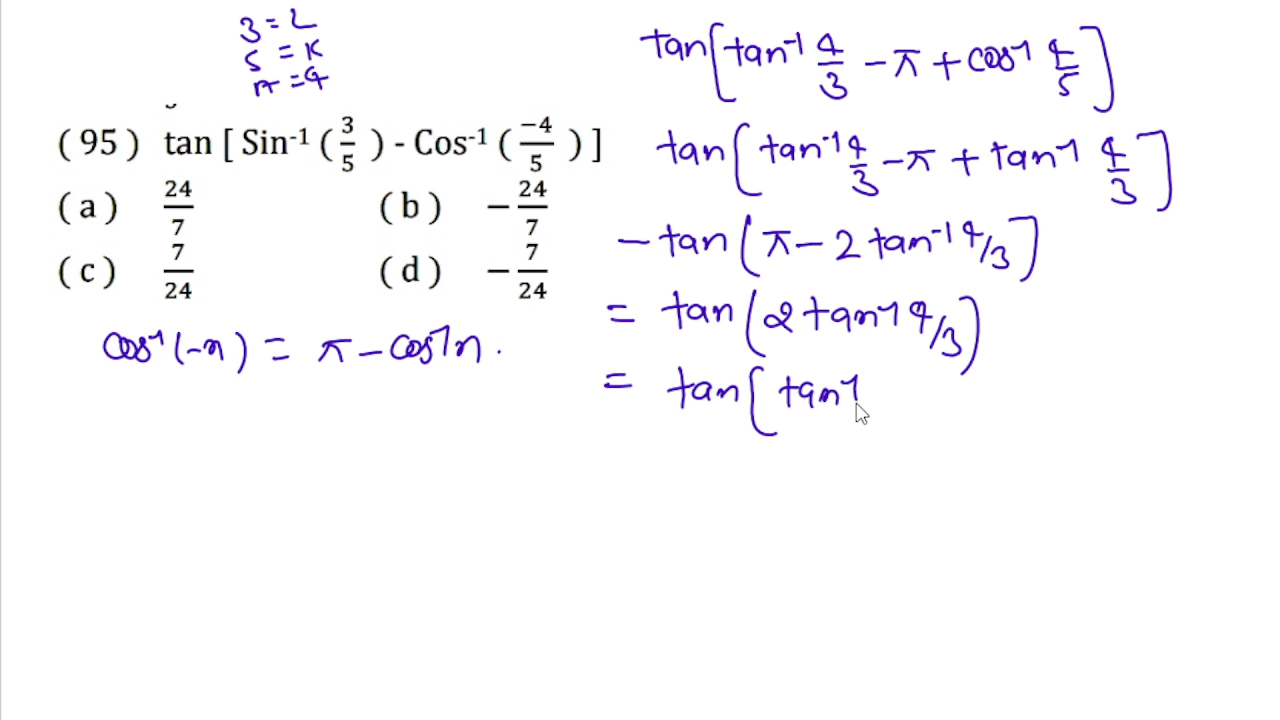 3 = L
5 = K
π = 4
( 95 ) tan [ Sin⁻¹ ( 3/5 ) - Cos⁻¹ ( −4/5 ) ]
( a ) 24/7 ( b ) − 24/7
( c ) 7/24 ( d ) − 7/24
cos⁻¹(-n) = π - cos⁻¹n.
tan[tan⁻¹ 4/3 - π + cos⁻¹ 4/5]
tan[tan⁻¹ 4/3 - π + tan⁻¹ 4/3]
- tan(π - 2 tan⁻¹ 4/3]
= tan(2 tan⁻¹ 4/3)
= tan[ tan⁻¹